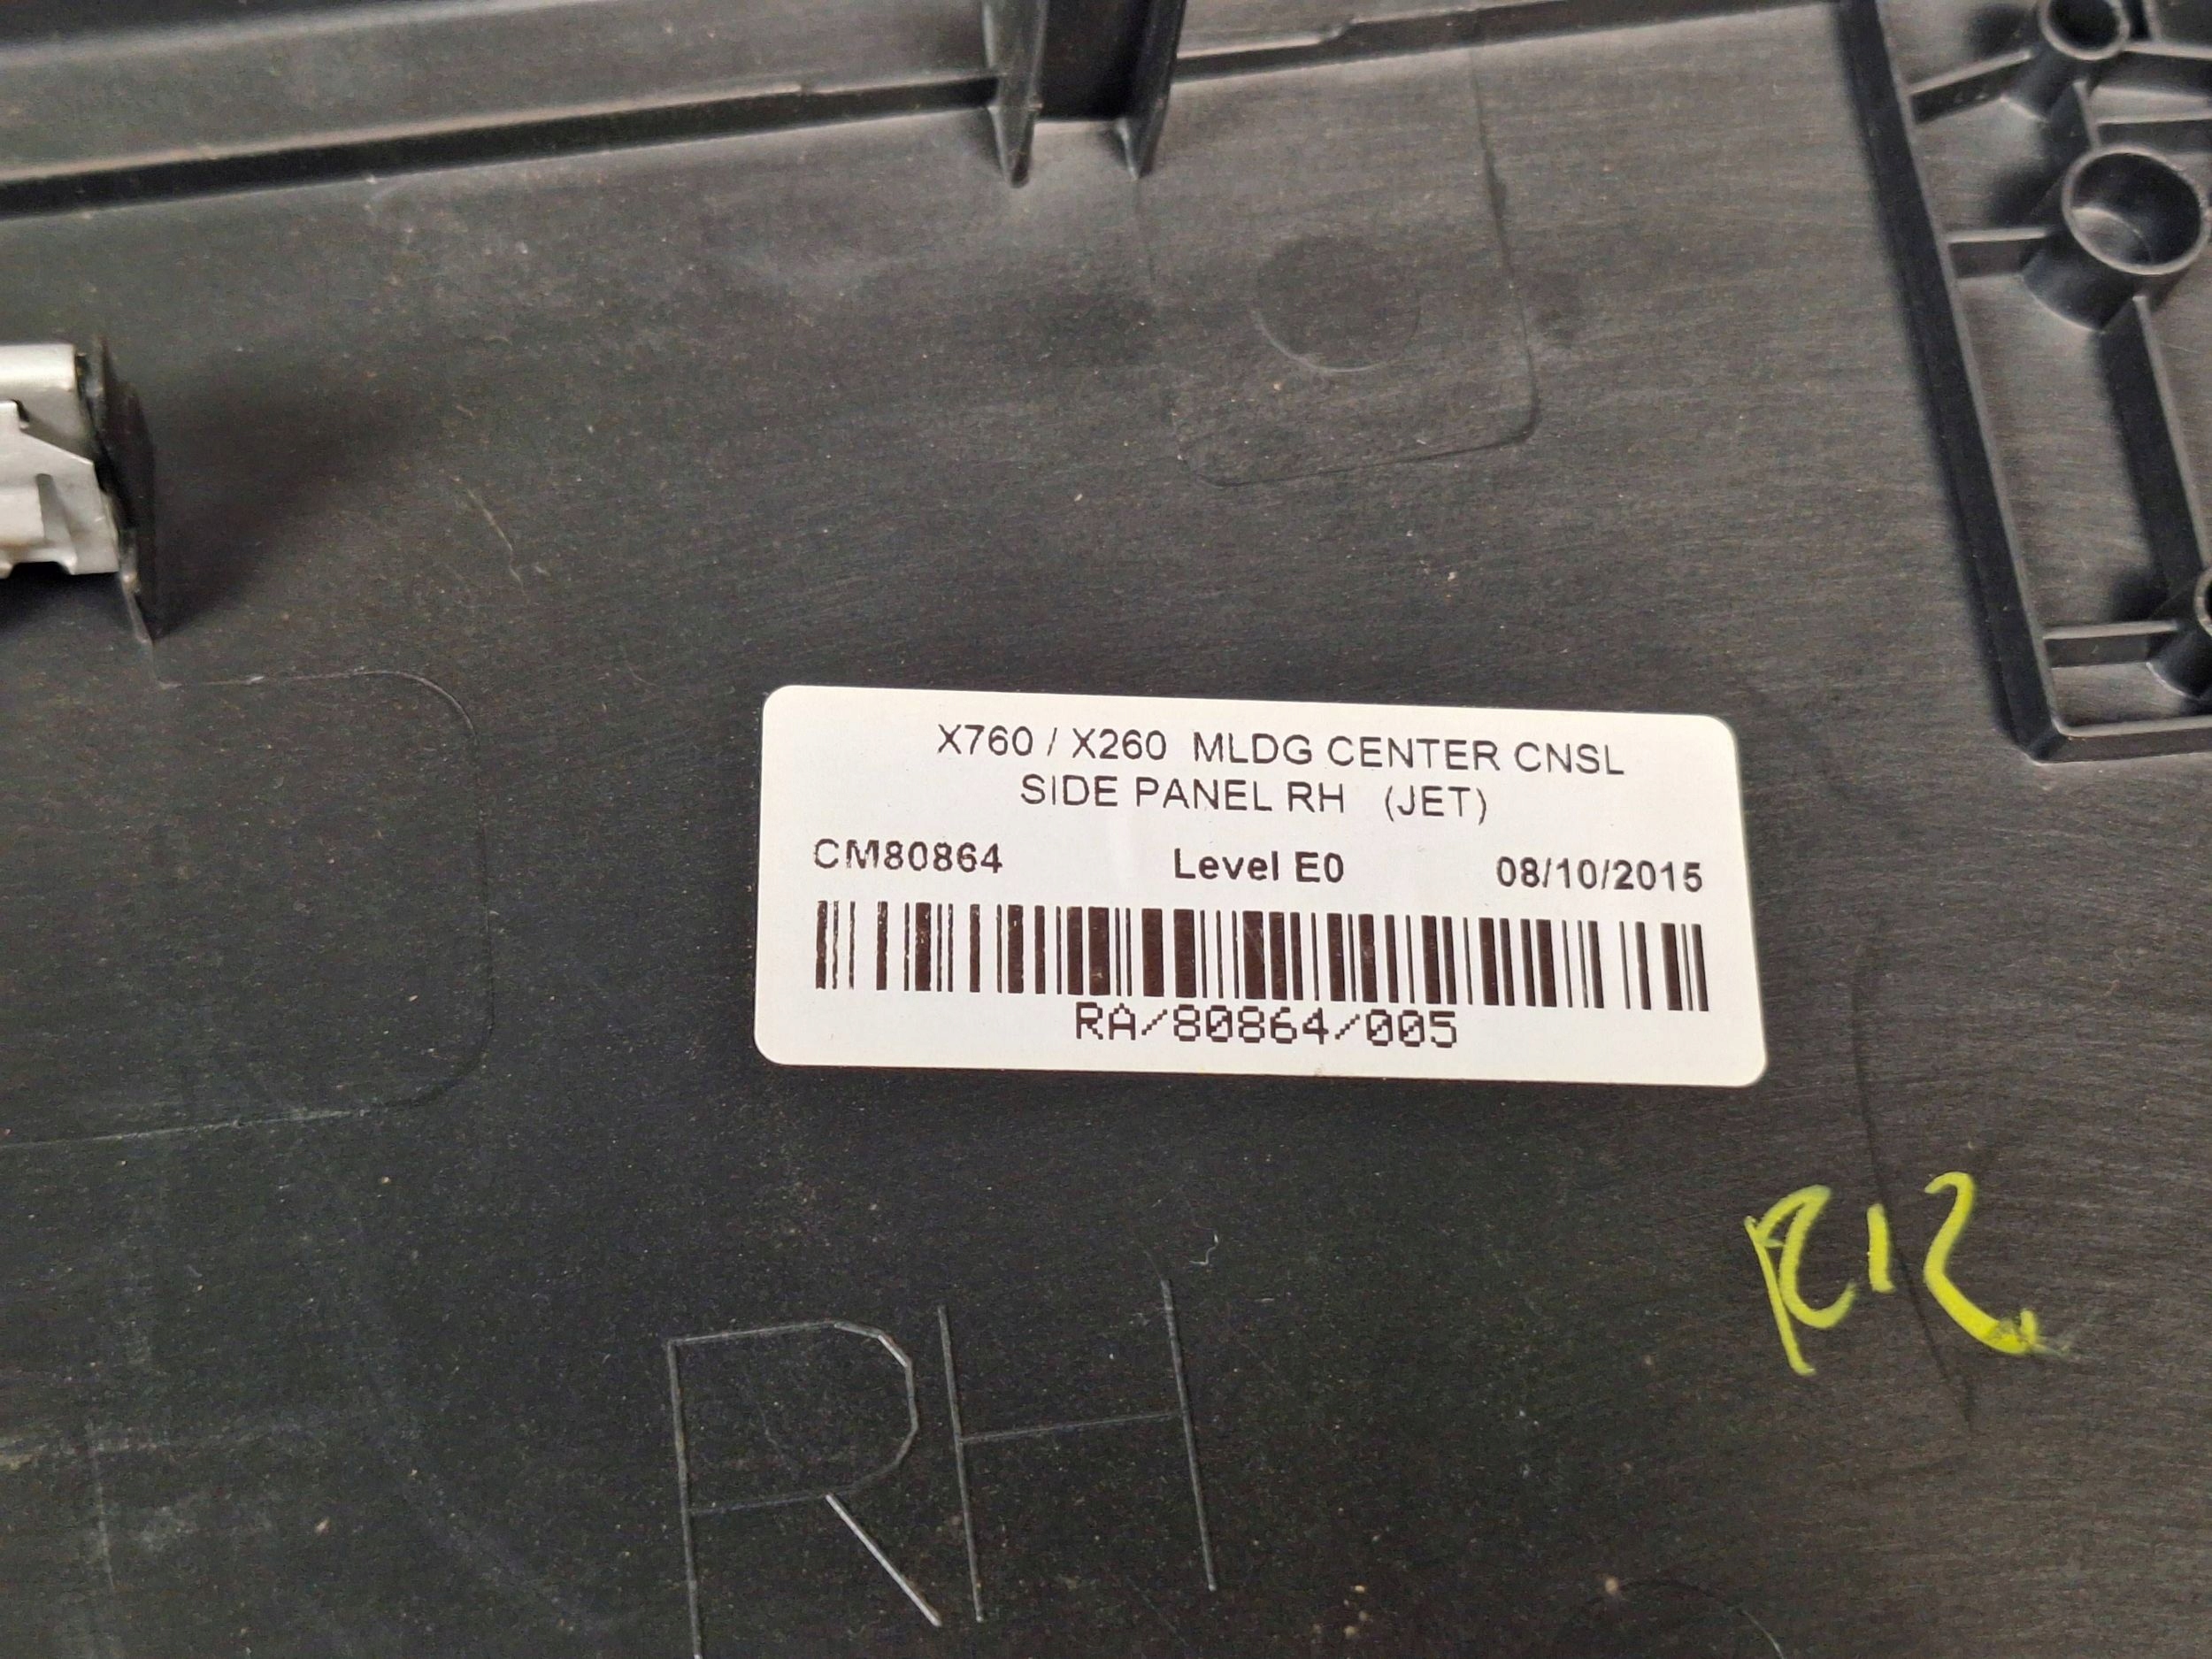 X760 / X260 MLDG CENTER CNSL
SIDE PANEL RH (JET)
CM80864 Level E0 08/10/2015
RA/80864/005
RH